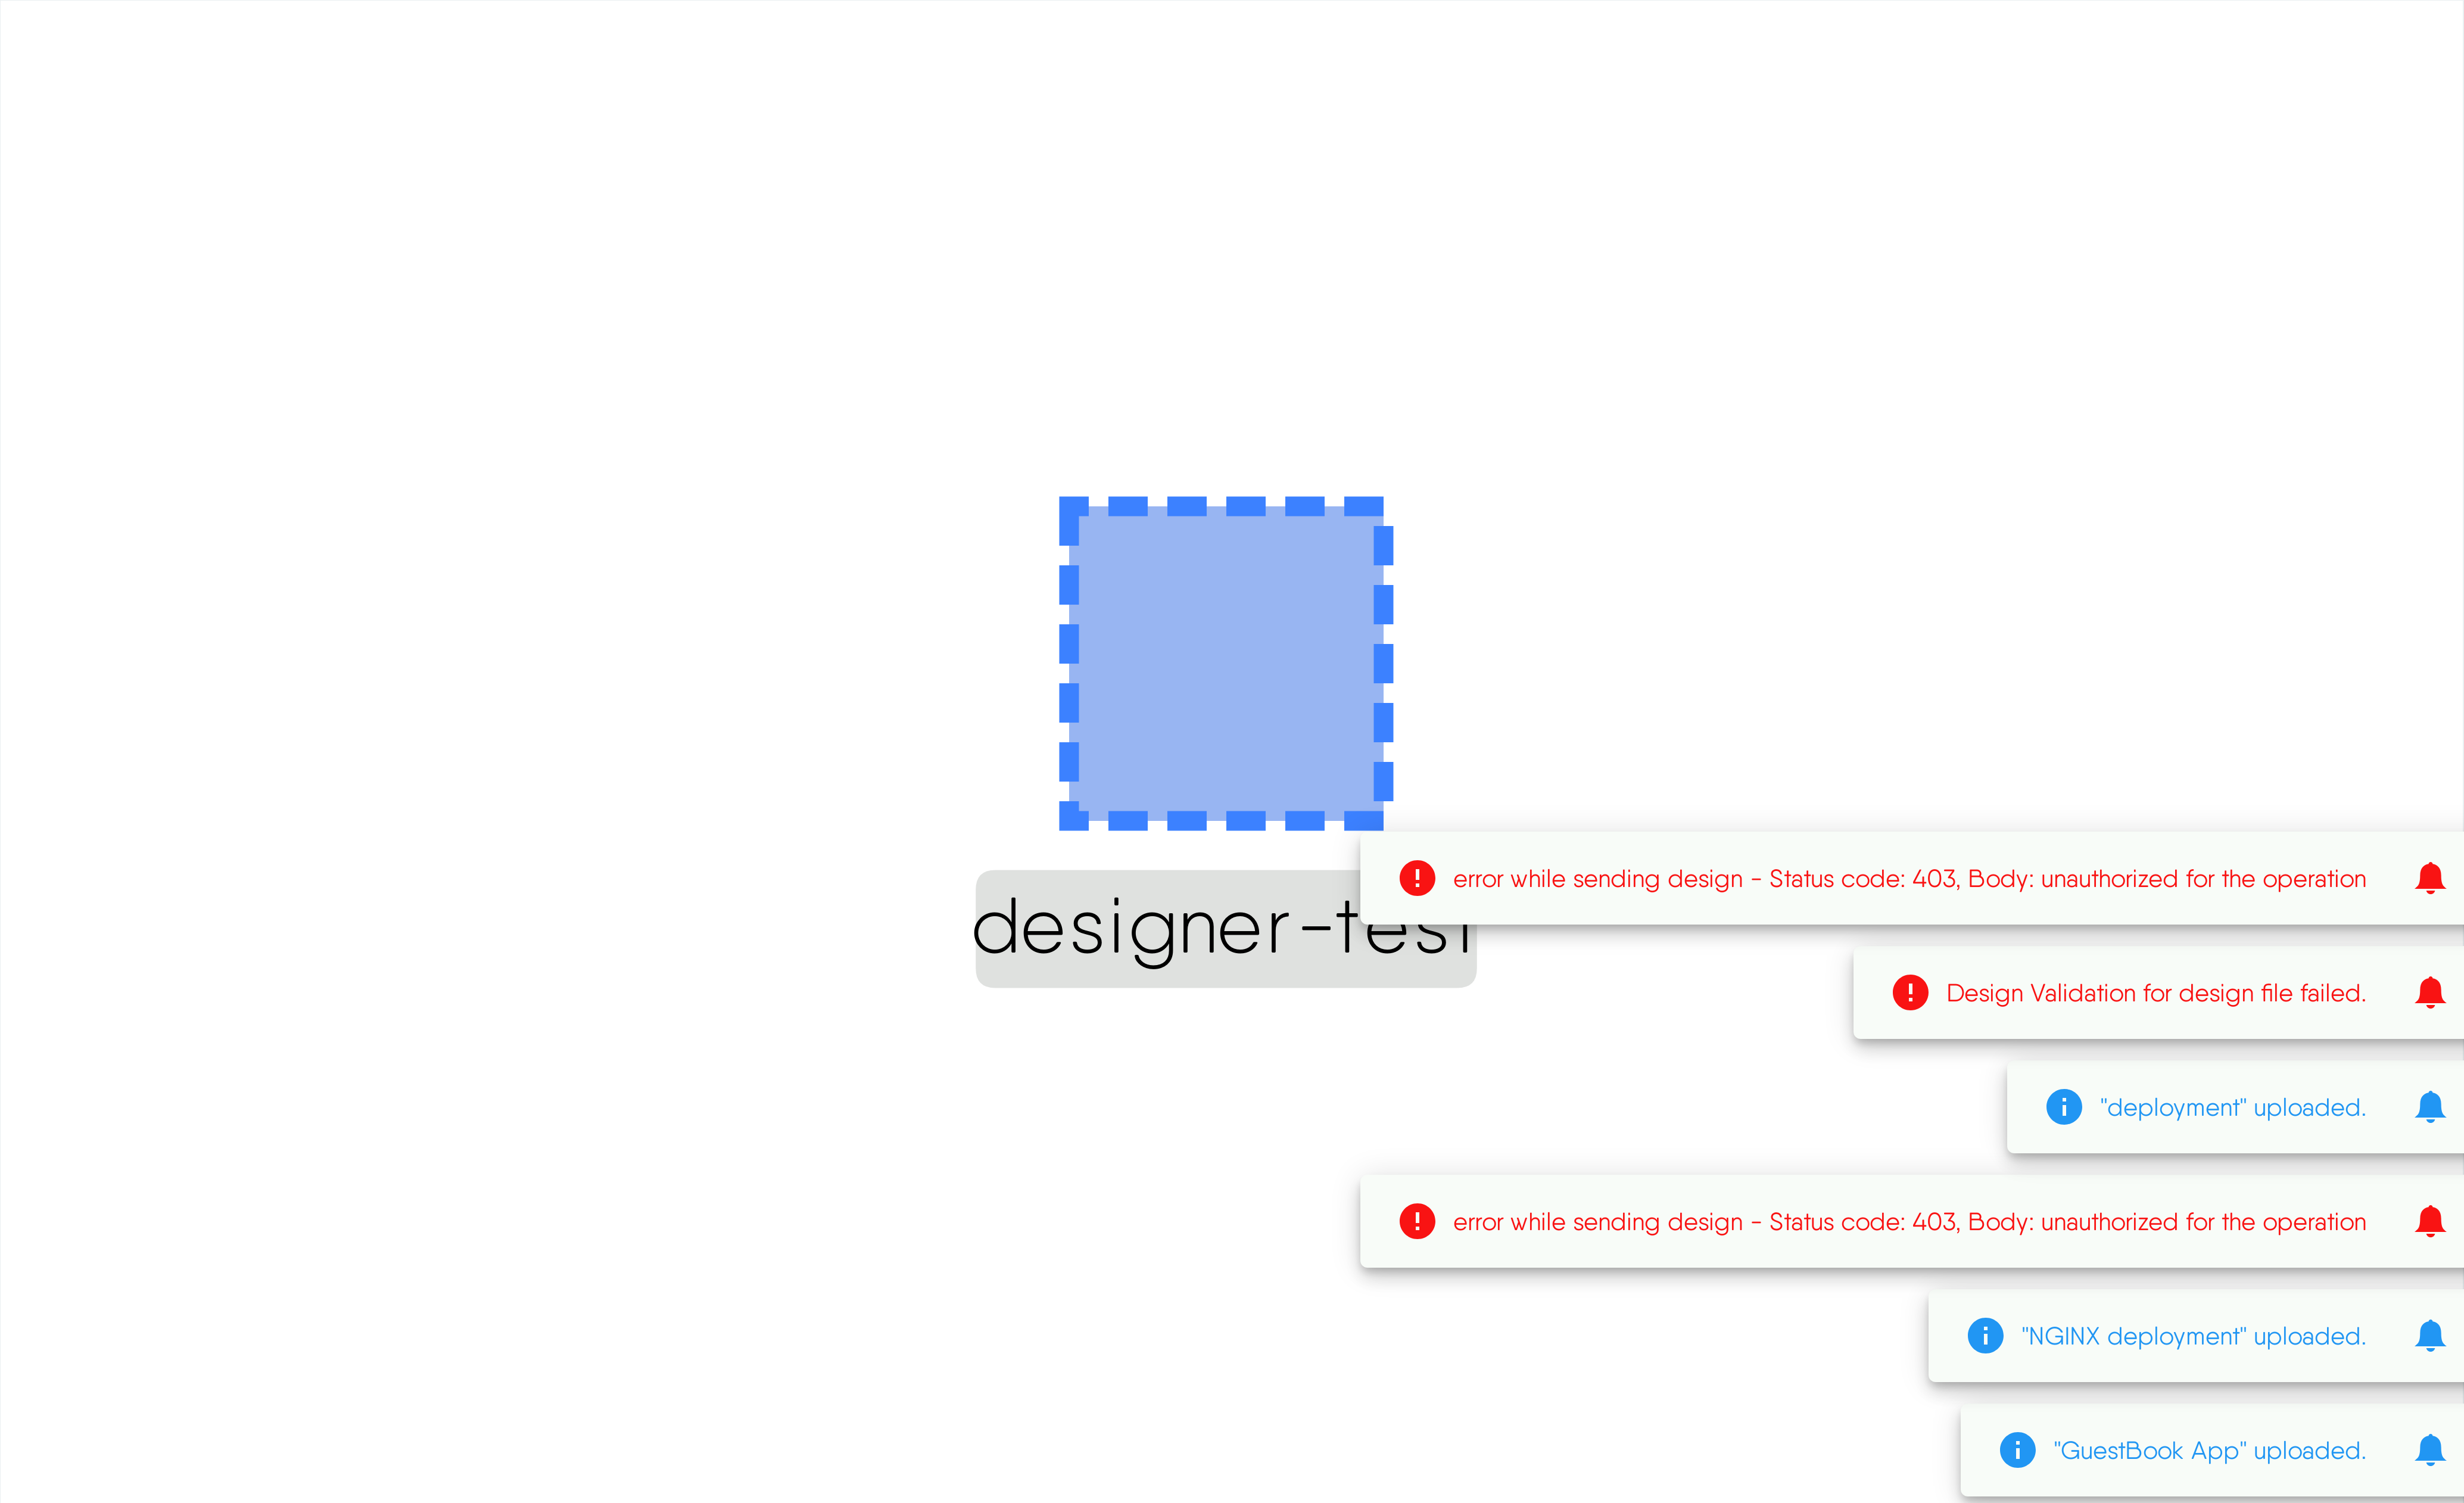 designer-test
error while sending design - Status code: 403, Body: unauthorized for the operation
Design Validation for design file failed.
"deployment" uploaded.
error while sending design - Status code: 403, Body: unauthorized for the operation
"NGINX deployment" uploaded.
"GuestBook App" uploaded.